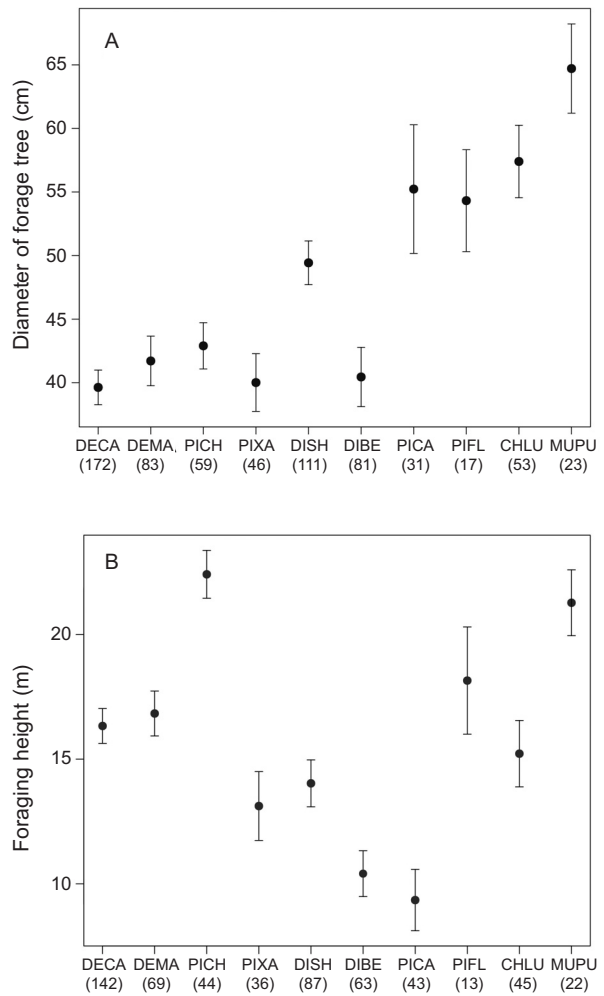 A
Diameter of forage tree (cm)
65
60
55
50
45
40
DECA DEMA, PICH PIXA DISH DIBE PICA PIFL CHLU MUPU
(172) (83) (59) (46) (111) (81) (31) (17) (53) (23)
B
Foraging height (m)
20
15
10
DECA DEMA PICH PIXA DISH DIBE PICA PIFL CHLU MUPU
(142) (69) (44) (36) (87) (63) (43) (13) (45) (22)